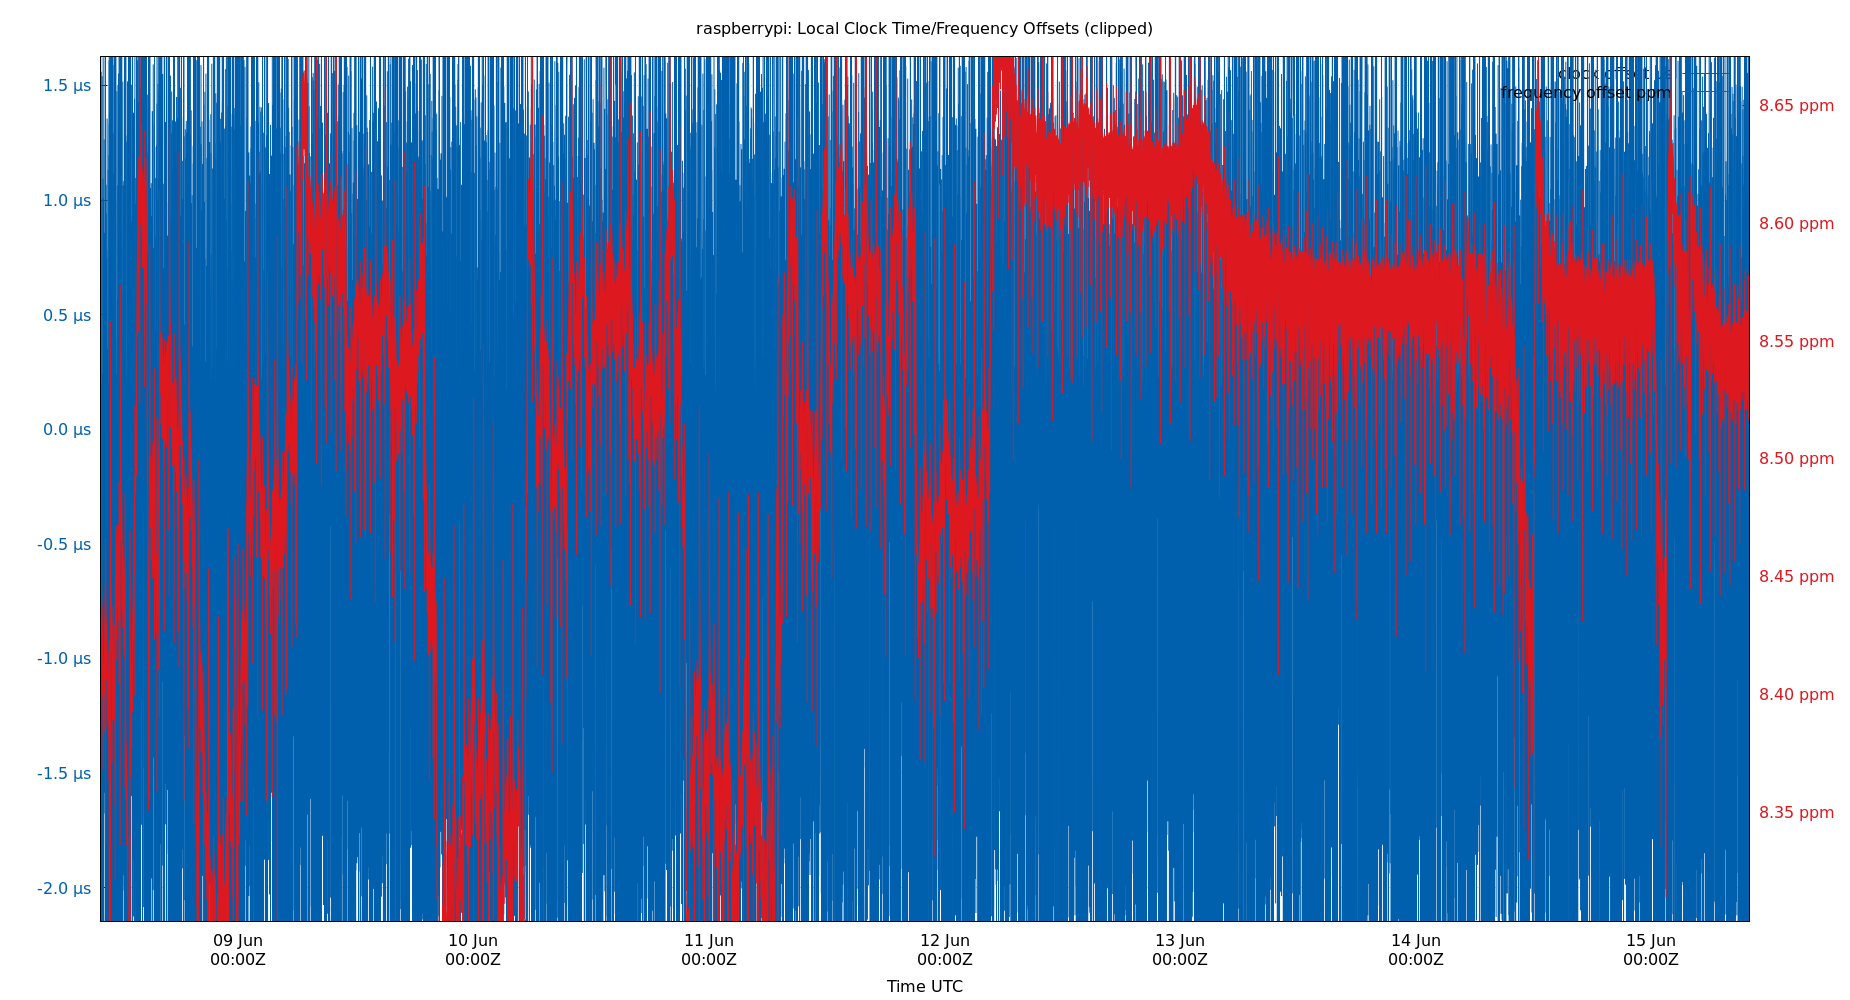 raspberrypi: Local Clock Time/Frequency Offsets (clipped)
clock offset µs
frequency offset ppm
1.5 µs
1.0 µs
0.5 µs
0.0 µs
-0.5 µs
-1.0 µs
-1.5 µs
-2.0 µs
8.65 ppm
8.60 ppm
8.55 ppm
8.50 ppm
8.45 ppm
8.40 ppm
8.35 ppm
09 Jun 10 Jun 11 Jun 12 Jun 13 Jun 14 Jun 15 Jun
00:00Z 00:00Z 00:00Z 00:00Z 00:00Z 00:00Z 00:00Z
Time UTC